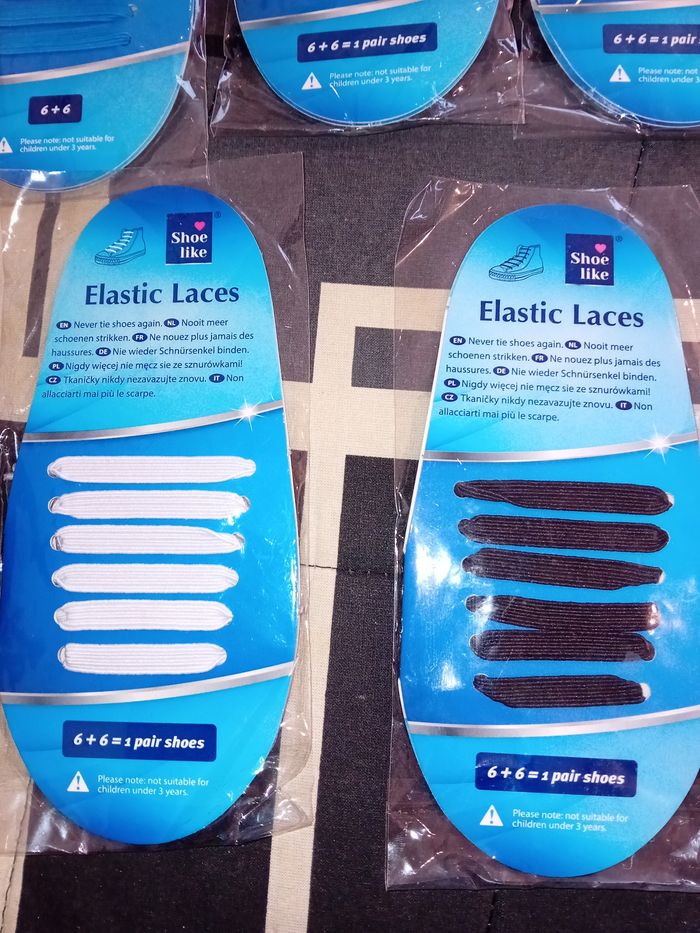 6 + 6
Please note: not suitable for
children under 3 years.
6 + 6 = 1 pair shoes
Please note: not suitable for
children under 3 years.
6 + 6 = 1 pair
Please note: not
children under 3
Shoe
like
®
Elastic Laces
EN Never tie shoes again. NL Nooit meer
schoenen strikken. FR Ne nouez plus jamais des
haussures. DE Nie wieder Schnürsenkel binden.
PL Nigdy więcej nie męcz sie ze sznurówkami!
CZ Tkaničky nikdy nezavazujte znovu. IT Non
allacciarti mai più le scarpe.
6 + 6 = 1 pair shoes
Please note: not suitable for
children under 3 years.
Shoe
like
®
Elastic Laces
EN Never tie shoes again. NL Nooit meer
schoenen strikken. FR Ne nouez plus jamais des
haussures. DE Nie wieder Schnürsenkel binden.
PL Nigdy więcej nie męcz sie ze sznurówkami!
CZ Tkaničky nikdy nezavazujte znovu. IT Non
allacciarti mai più le scarpe.
6 + 6 = 1 pair shoes
Please note: not suitable for
children under 3 years.